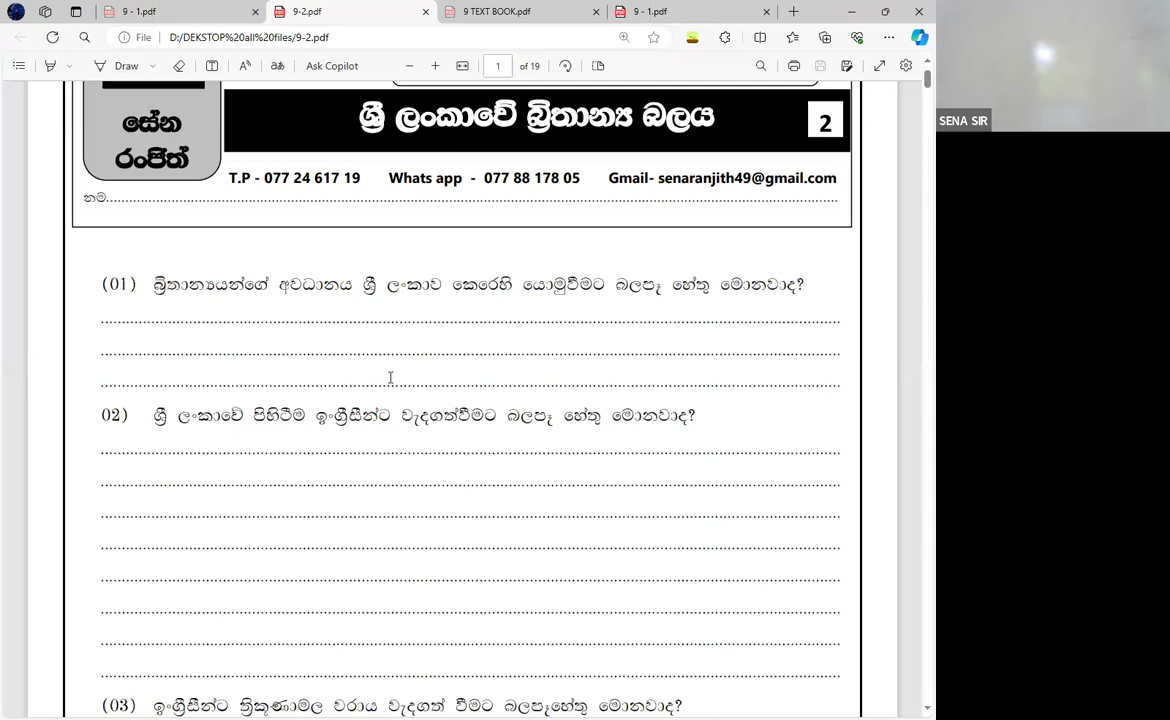 9 - 1.pdf
9-2.pdf
9 TEXT BOOK.pdf
9 - 1.pdf
File
D:/DEKSTOP%20all%20files/9-2.pdf
Draw
Ask Copilot
1 of 19
සේන
රංජිත්
ශ්‍රී ලංකාවේ බ්‍රිතාන්‍ය බලය
2
T.P - 077 24 617 19 Whats app - 077 88 178 05 Gmail- senaranjith49@gmail.com
නම
(01) බ්‍රිතාන්‍යයන්ගේ අවධානය ශ්‍රී ලංකාව කෙරෙහි යොමුවීමට බලපෑ හේතු මොනවාද?
02) ශ්‍රී ලංකාවේ පිහිටීම ඉංග්‍රීසීන්ට වැදගත්වීමට බලපෑ හේතු මොනවාද?
(03) ඉංග්‍රීසීන්ට ත්‍රිකුණාමල වරාය වැදගත් වීමට බලපෑහේතු මොනවාද?
SENA SIR